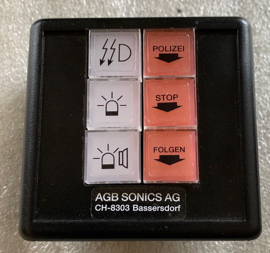 POLIZEI
STOP
FOLGEN
AGB SONICS AG
CH-8303 Bassersdorf